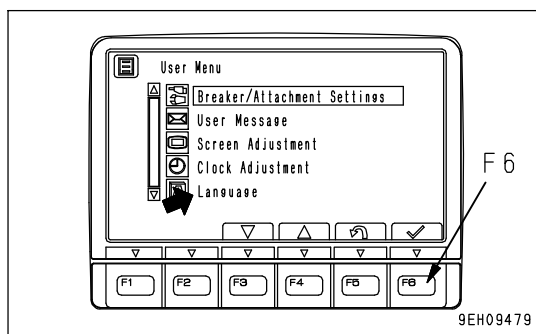 User Menu
Breaker/Attachment Settings
User Message
Screen Adjustment
Clock Adjustment
Language
F6
F1 F2 F3 F4 F5 F6
9EH09479